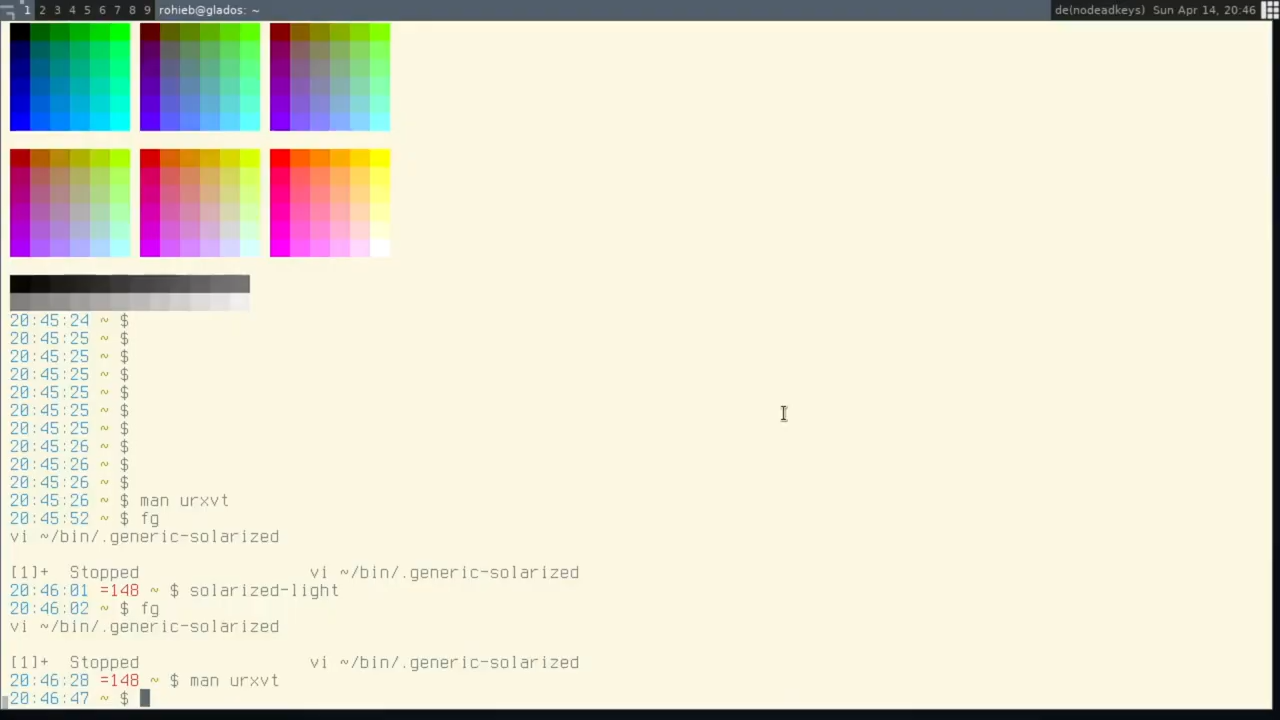 1 2 3 4 5 6 7 8 9 rohieb@glados: ~ de(nodeadkeys) Sun Apr 14, 20:46
20:45:24 ~ $
20:45:25 ~ $
20:45:25 ~ $
20:45:25 ~ $
20:45:25 ~ $
20:45:25 ~ $
20:45:25 ~ $
20:45:26 ~ $
20:45:26 ~ $
20:45:26 ~ $
20:45:26 ~ $ man urxvt
20:45:52 ~ $ fg
vi ~/bin/.generic-solarized
[1]+  Stopped                 vi ~/bin/.generic-solarized
20:46:01 =148 ~ $ solarized-light
20:46:02 ~ $ fg
vi ~/bin/.generic-solarized
[1]+  Stopped                 vi ~/bin/.generic-solarized
20:46:28 =148 ~ $ man urxvt
20:46:47 ~ $